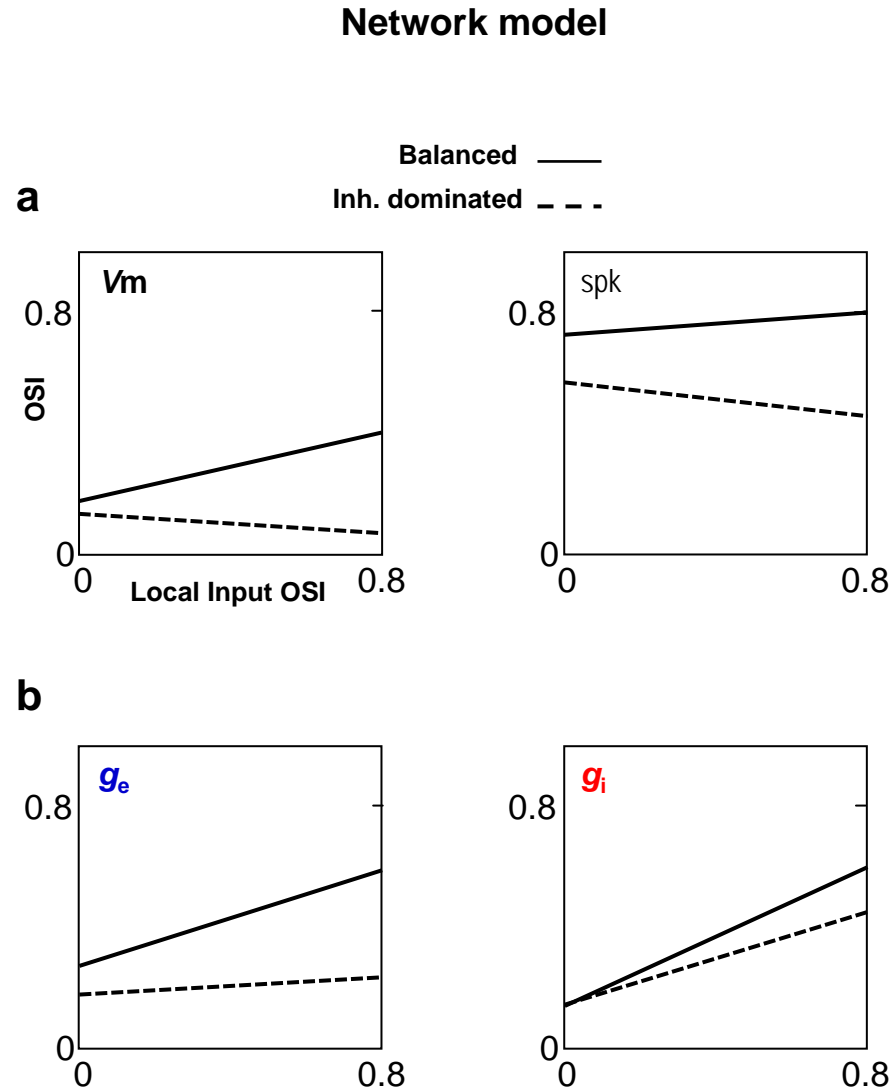 Network model
Balanced
Inh. dominated
a
Vm
spk
0.8
0.8
OSI
0
0
0
0.8
0
0.8
Local Input OSI
b
ge
gi
0.8
0.8
0
0
0
0.8
0
0.8